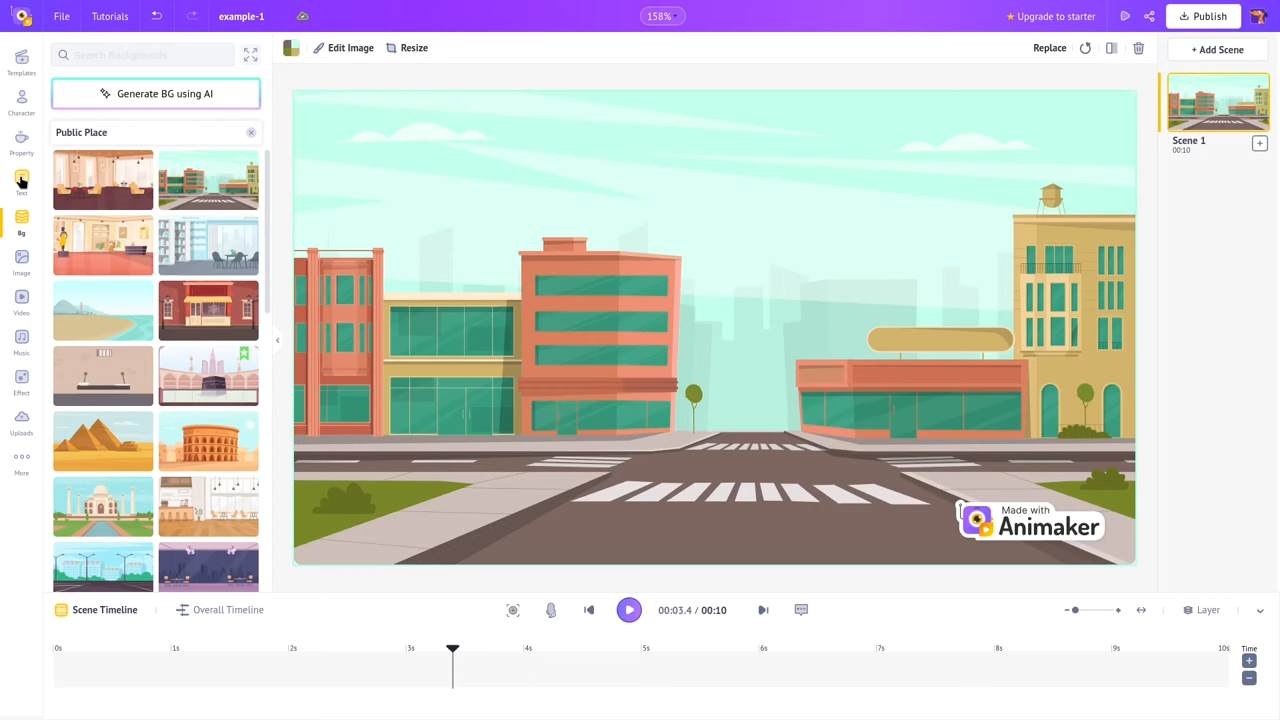 File
Tutorials
example-1
158%
Upgrade to starter
Publish
Templates
Character
Property
Text
Bg
Image
Video
Music
Effect
Uploads
More
Search Backgrounds
Generate BG using AI
Public Place
Edit Image
Resize
Replace
+ Add Scene
Scene 1
00:10
Made with
Animaker
Scene Timeline
Overall Timeline
00:03.4 / 00:10
Layer
0s 1s 2s 3s 4s 5s 6s 7s 8s 9s 10s
Time